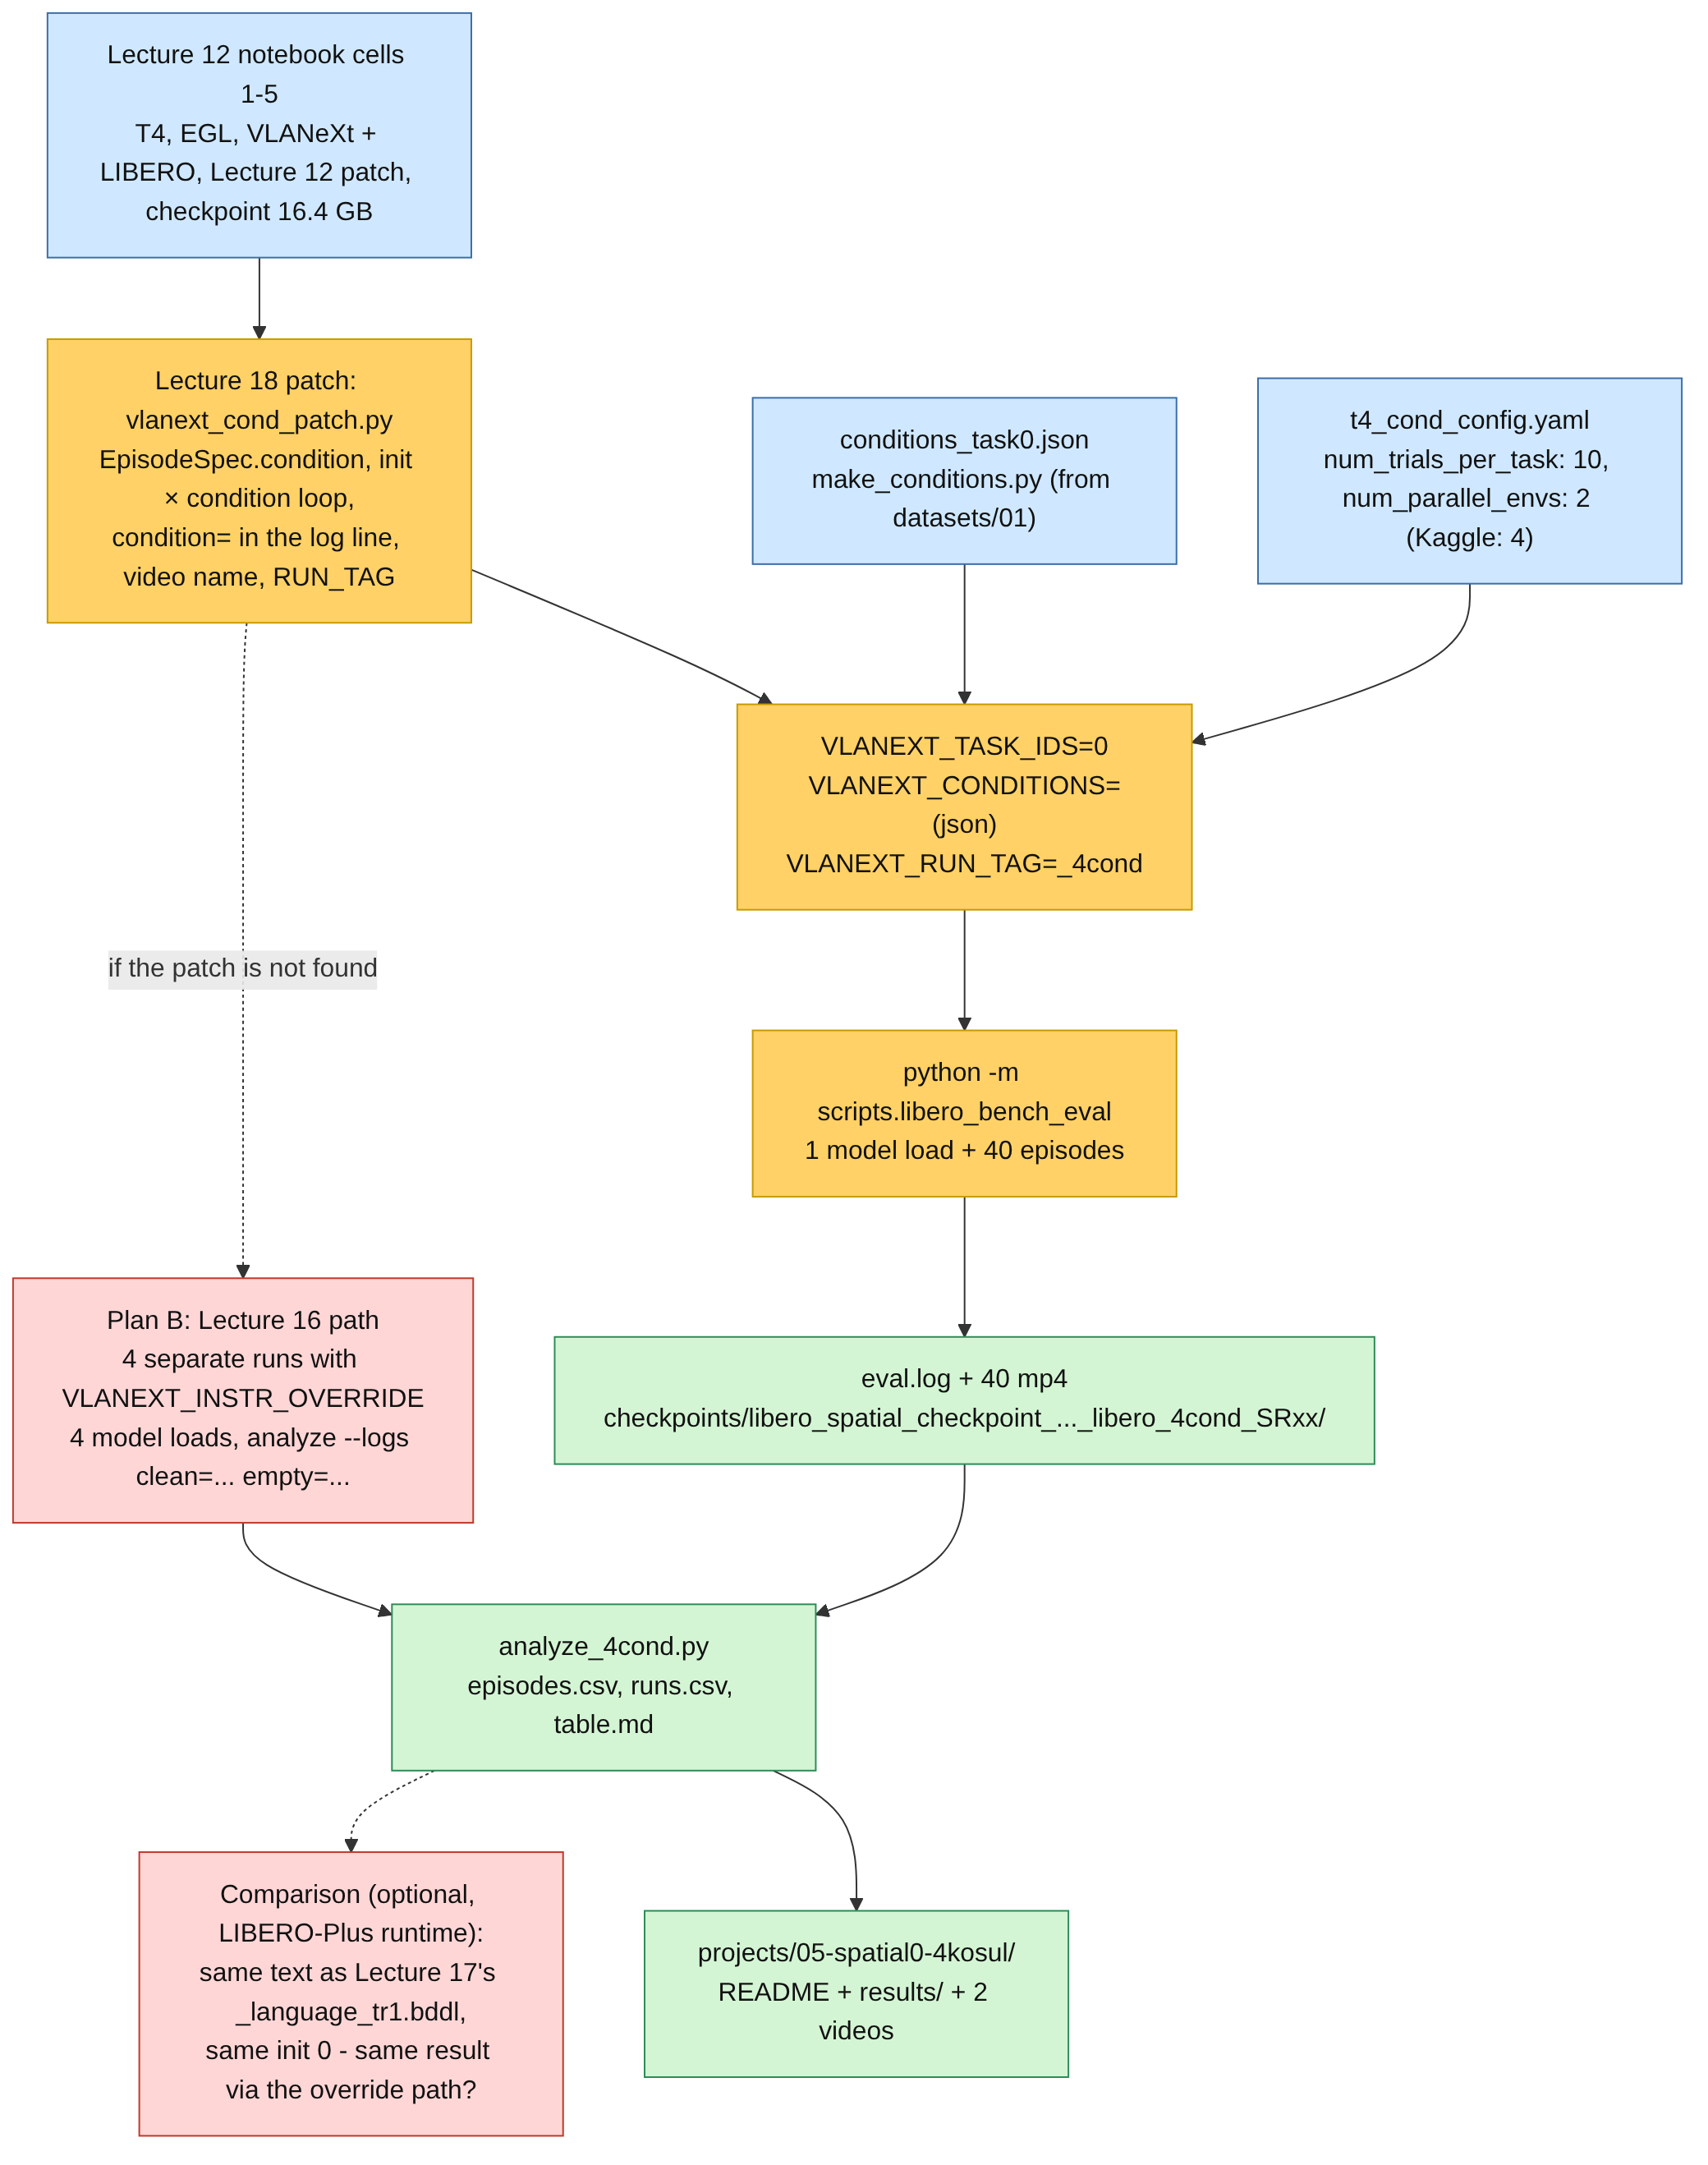 Lecture 12 notebook cells
1-5
T4, EGL, VLANeXt +
LIBERO, Lecture 12 patch,
checkpoint 16.4 GB
Lecture 18 patch:
vlanext_cond_patch.py
EpisodeSpec.condition, init
× condition loop,
condition= in the log line,
video name, RUN_TAG
conditions_task0.json
make_conditions.py (from
datasets/01)
t4_cond_config.yaml
num_trials_per_task: 10,
num_parallel_envs: 2
(Kaggle: 4)
VLANEXT_TASK_IDS=0
VLANEXT_CONDITIONS=
(json)
VLANEXT_RUN_TAG=_4cond
if the patch is not found
python -m
scripts.libero_bench_eval
1 model load + 40 episodes
Plan B: Lecture 16 path
4 separate runs with
VLANEXT_INSTR_OVERRIDE
4 model loads, analyze --logs
clean=... empty=...
eval.log + 40 mp4
checkpoints/libero_spatial_checkpoint_..._libero_4cond_SRxx/
analyze_4cond.py
episodes.csv, runs.csv,
table.md
Comparison (optional,
LIBERO-Plus runtime):
same text as Lecture 17's
_language_tr1.bddl,
same init 0 - same result
via the override path?
projects/05-spatial0-4kosul/
README + results/ + 2
videos